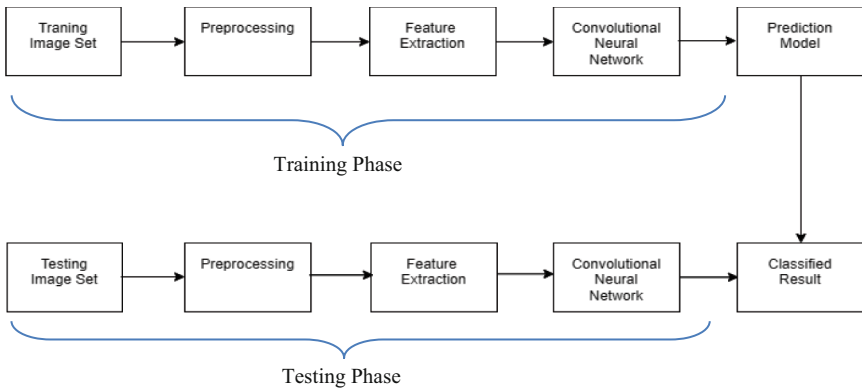 Traning
Image Set
Preprocessing
Feature
Extraction
Convolutional
Neural
Network
Prediction
Model
Training Phase
Testing
Image Set
Preprocessing
Feature
Extraction
Convolutional
Neural
Network
Classified
Result
Testing Phase